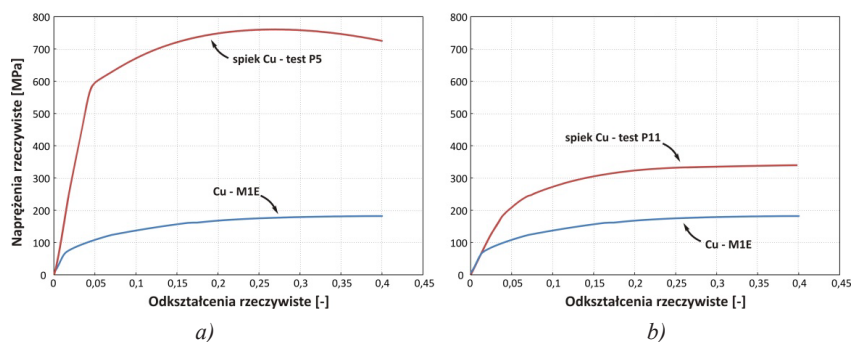 Naprężenia rzeczywiste [MPa]
800
700
600
500
400
300
200
100
0
spiek Cu - test P5
Cu - M1E
0 0,05 0,1 0,15 0,2 0,25 0,3 0,35 0,4 0,45
Odkształcenia rzeczywiste [-]
a)
800
700
600
500
400
300
200
100
0
spiek Cu - test P11
Cu - M1E
0 0,05 0,1 0,15 0,2 0,25 0,3 0,35 0,4 0,45
Odkształcenia rzeczywiste [-]
b)